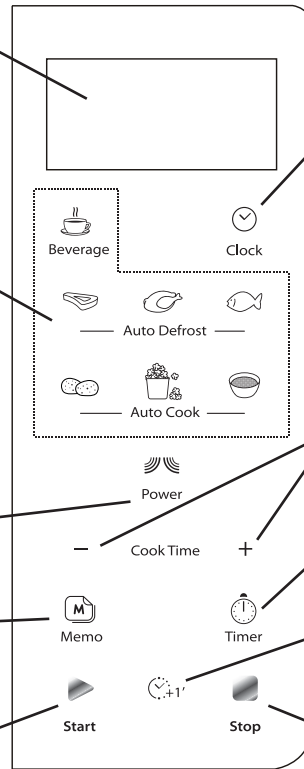 Beverage Clock
Auto Defrost
Auto Cook
Power
− Cook Time +
M
Memo Timer
+1′
Start Stop